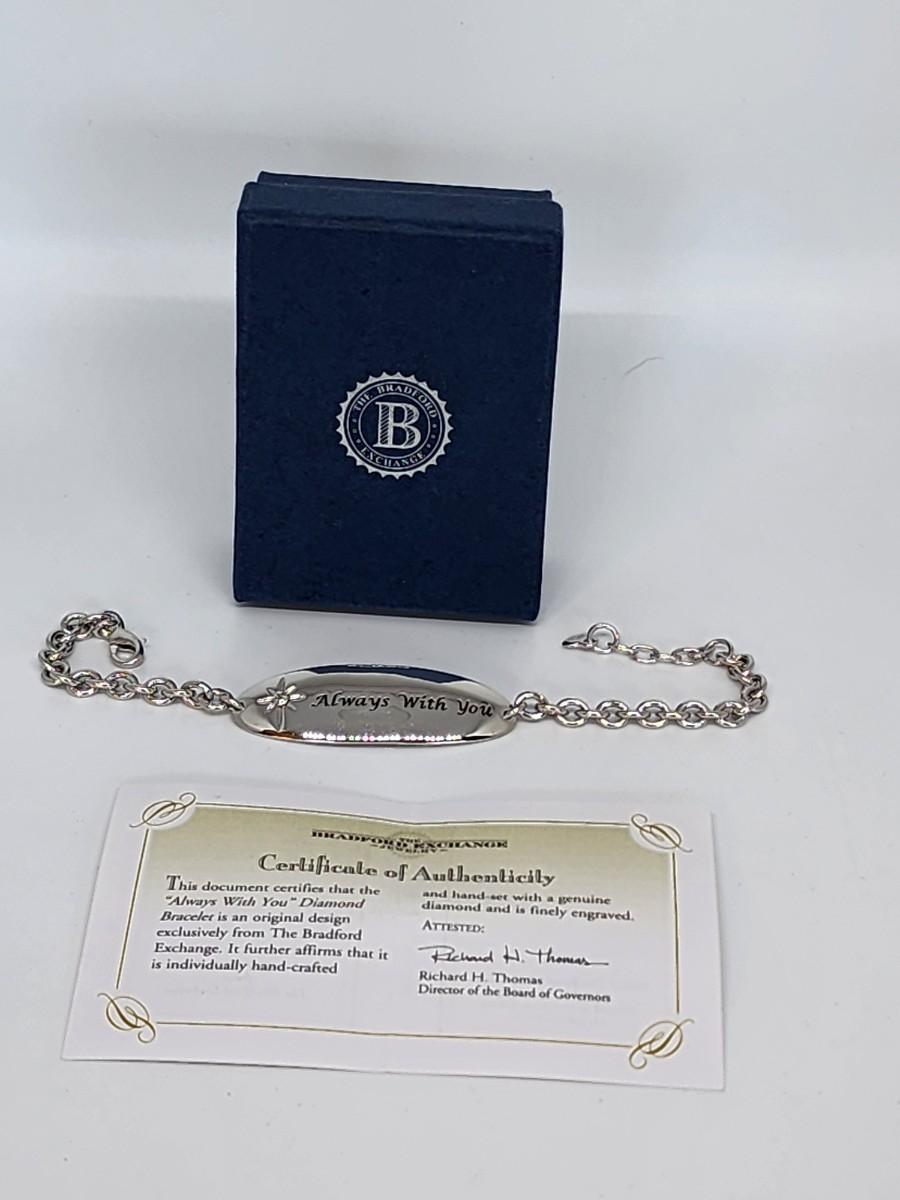 THE BRADFORD
B
EXCHANGE
Always With You
THE
BRADFORD EXCHANGE
JEWELRY
Certificate of Authenticity
This document certifies that the
"Always With You" Diamond
Bracelet is an original design
exclusively from The Bradford
Exchange. It further affirms that it
is individually hand-crafted
and hand-set with a genuine
diamond and is finely engraved.
ATTESTED:
Richard H. Thomas
Richard H. Thomas
Director of the Board of Governors